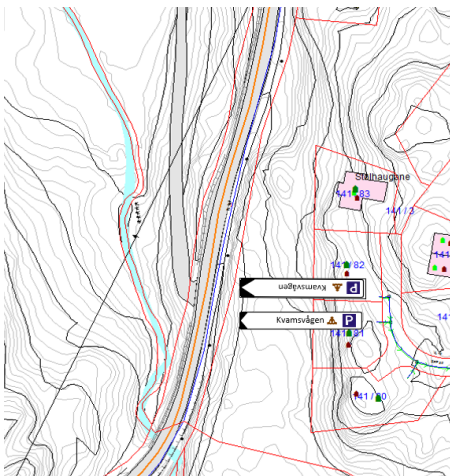 Stølhaugane
141 / 83
141 / 3
141 / 82
141
Kvamsvågen P
Kvamsvågen P
141 / 81
141
141 / 80